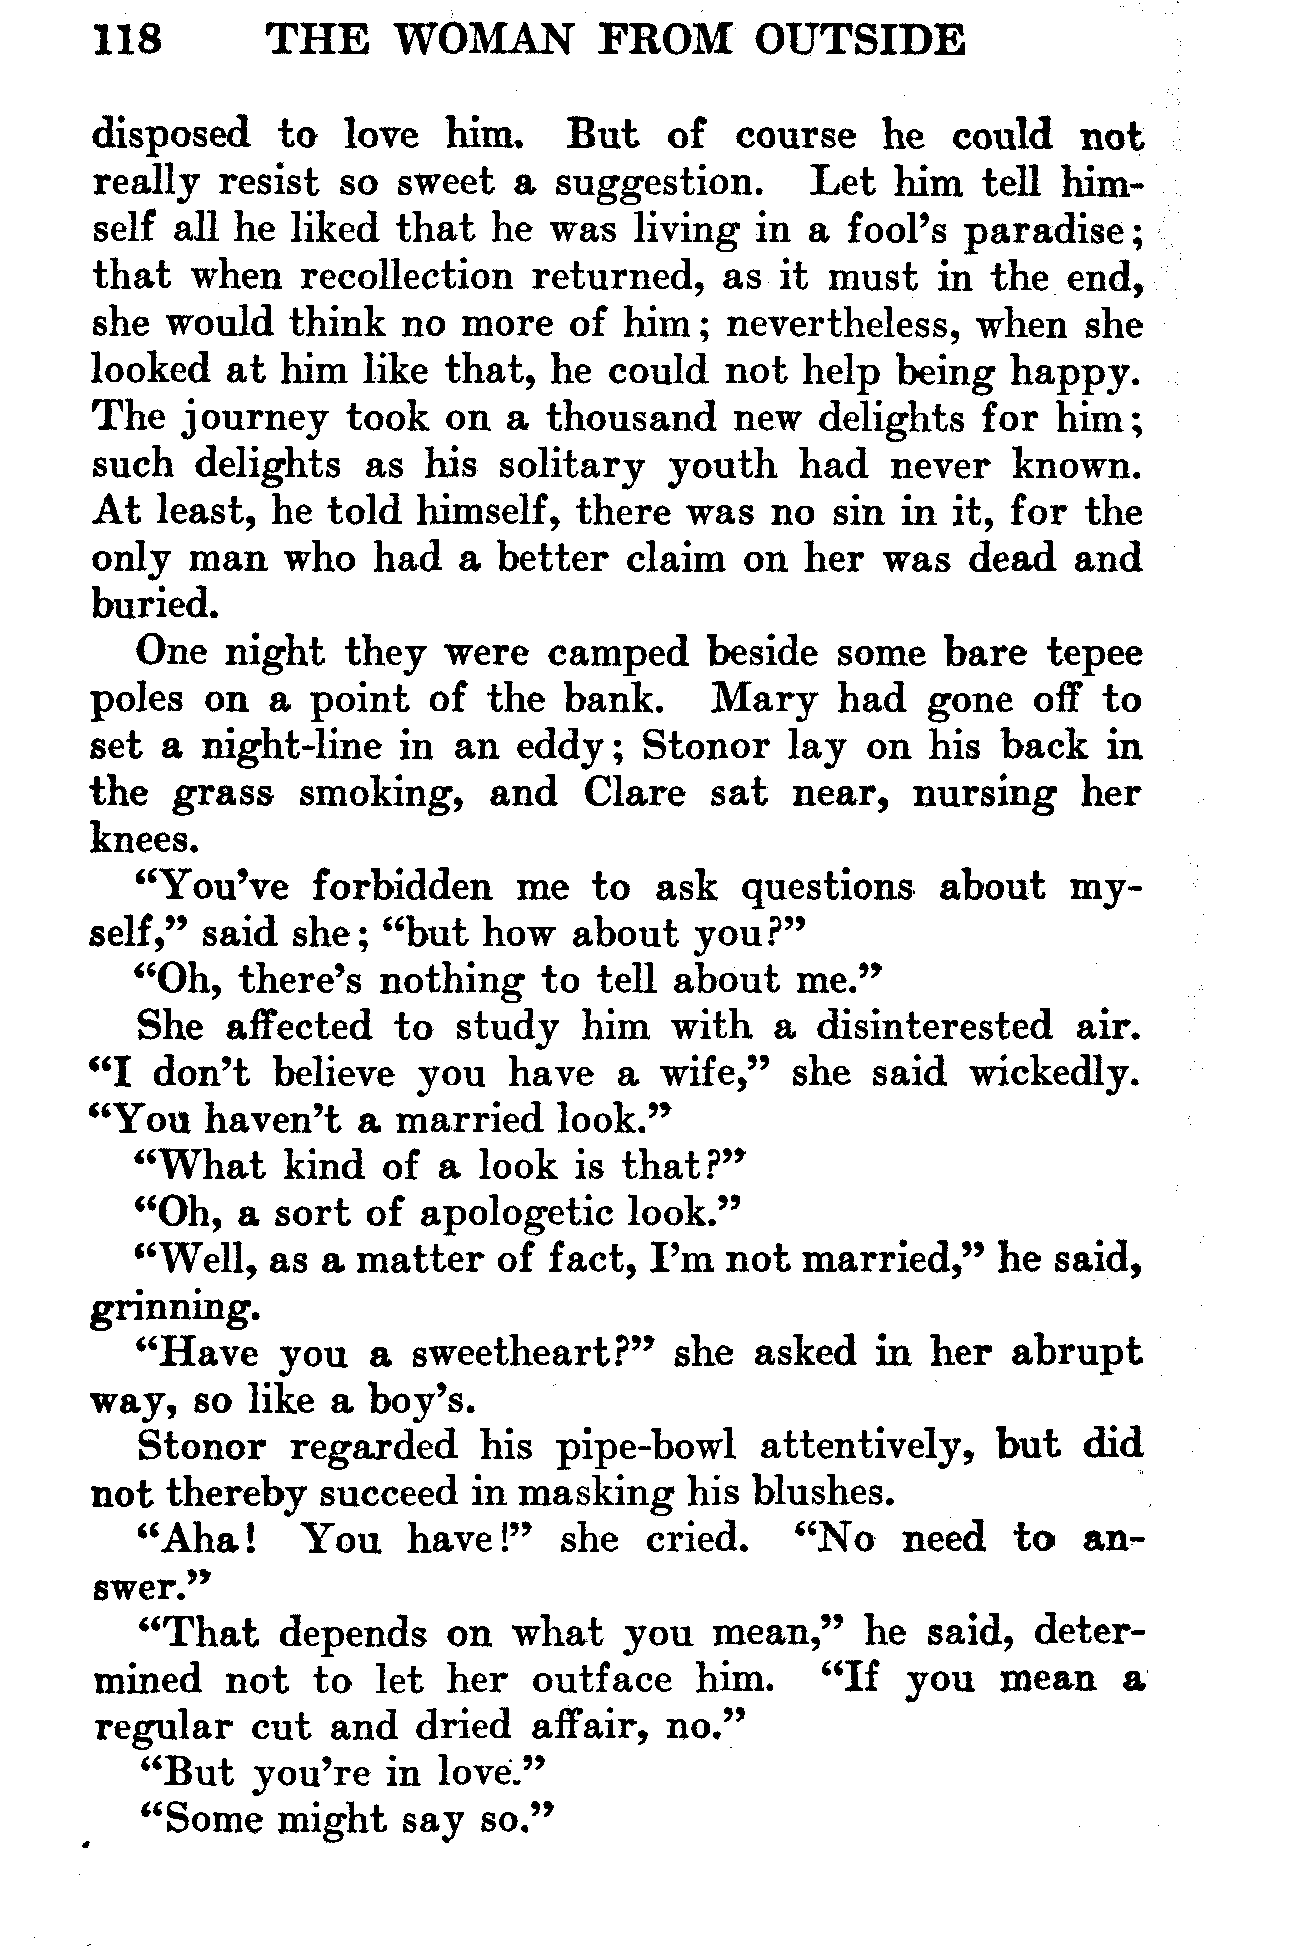 118 THE WOMAN FROM OUTSIDE
disposed to love him. But of course he could not
really resist so sweet a suggestion. Let him tell him-
self all he liked that he was living in a fool's paradise;
that when recollection returned, as it must in the end,
she would think no more of him; nevertheless, when she
looked at him like that, he could not help being happy.
The journey took on a thousand new delights for him;
such delights as his solitary youth had never known.
At least, he told himself, there was no sin in it, for the
only man who had a better claim on her was dead and
buried.
One night they were camped beside some bare tepee
poles on a point of the bank. Mary had gone off to
set a night-line in an eddy; Stonor lay on his back in
the grass smoking, and Clare sat near, nursing her
knees.
"You've forbidden me to ask questions about my-
self," said she; "but how about you?"
"Oh, there's nothing to tell about me."
She affected to study him with a disinterested air.
"I don't believe you have a wife," she said wickedly.
"You haven't a married look."
"What kind of a look is that?"
"Oh, a sort of apologetic look."
"Well, as a matter of fact, I'm not married," he said,
grinning.
"Have you a sweetheart?" she asked in her abrupt
way, so like a boy's.
Stonor regarded his pipe-bowl attentively, but did
not thereby succeed in masking his blushes.
"Aha! You have!" she cried. "No need to an-
swer."
"That depends on what you mean," he said, deter-
mined not to let her outface him. "If you mean a
regular cut and dried affair, no."
"But you're in love."
"Some might say so."